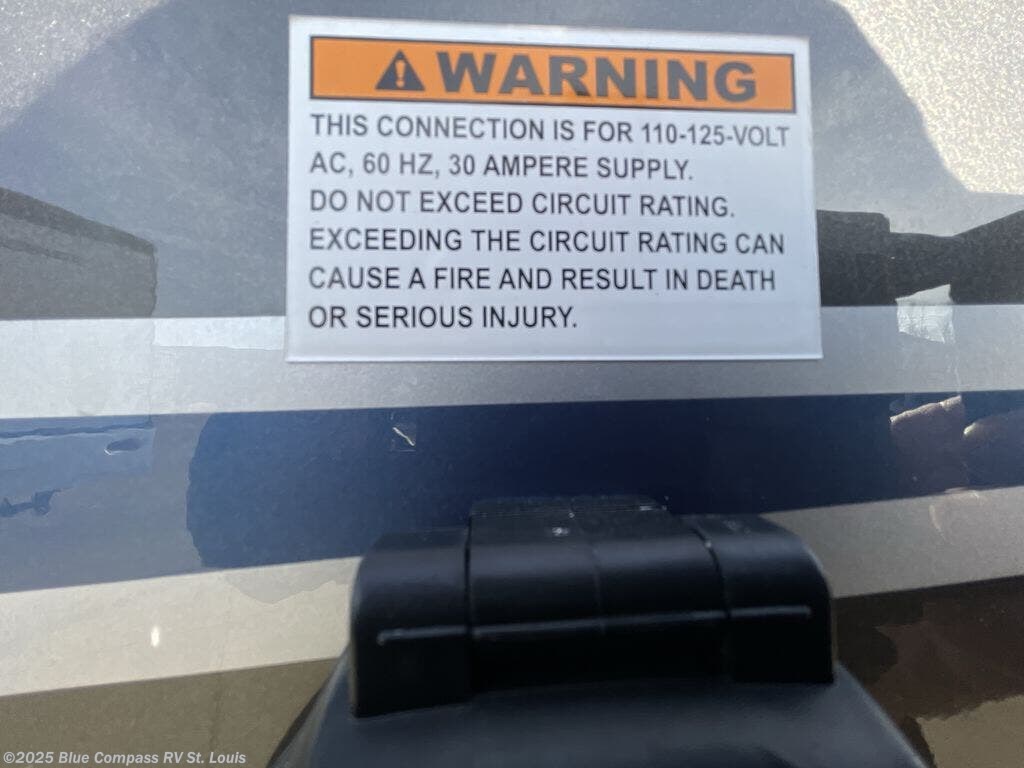 WARNING
THIS CONNECTION IS FOR 110-125-VOLT
AC, 60 HZ, 30 AMPERE SUPPLY.
DO NOT EXCEED CIRCUIT RATING.
EXCEEDING THE CIRCUIT RATING CAN
CAUSE A FIRE AND RESULT IN DEATH
OR SERIOUS INJURY.
©2025 Blue Compass RV St. Louis